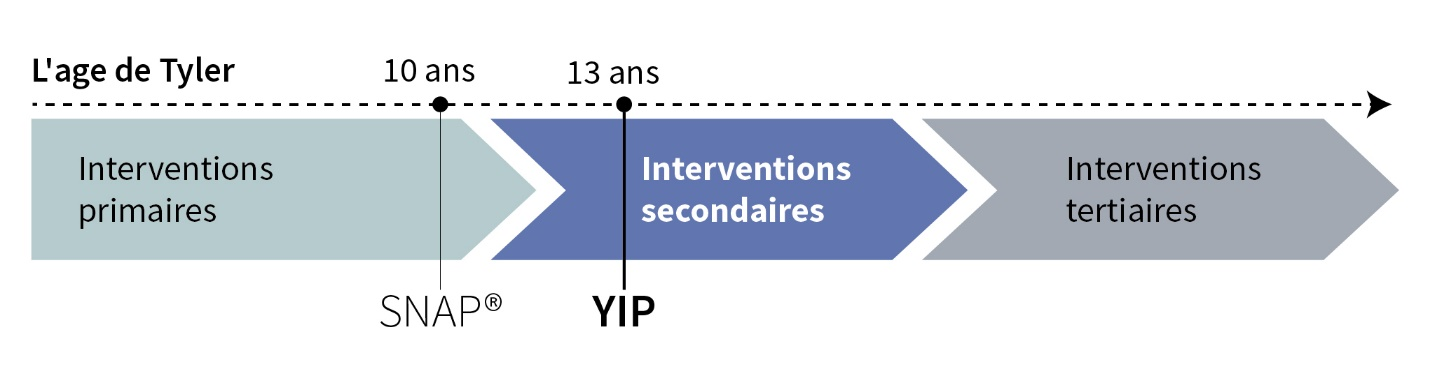 L'age de Tyler
10 ans
13 ans
Interventions
primaires
Interventions
secondaires
Interventions
tertiaires
SNAP®
YIP